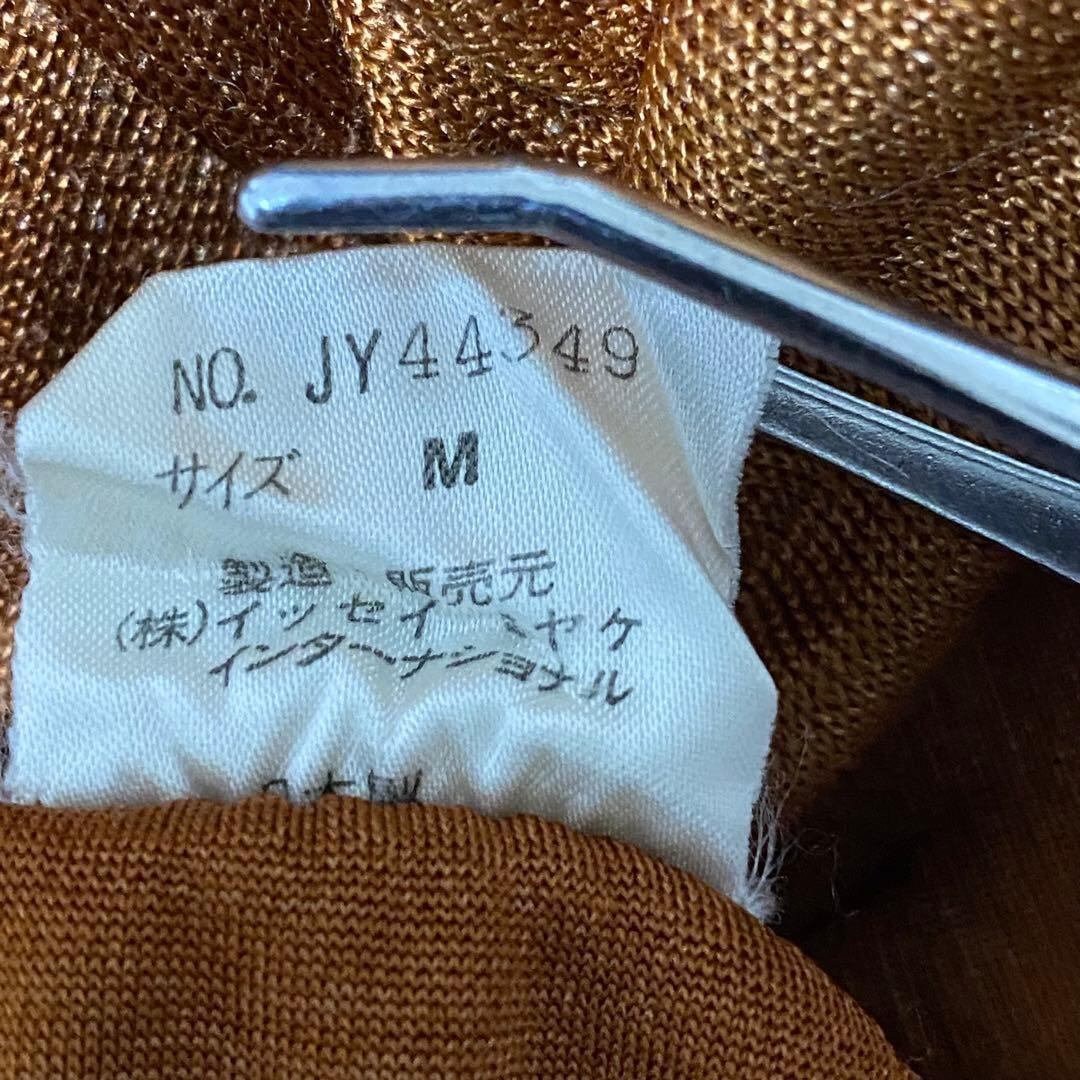 NO. JY44349
サイズ M
製造 販売元
(株)イッセイ ミヤケ
インターナショナル